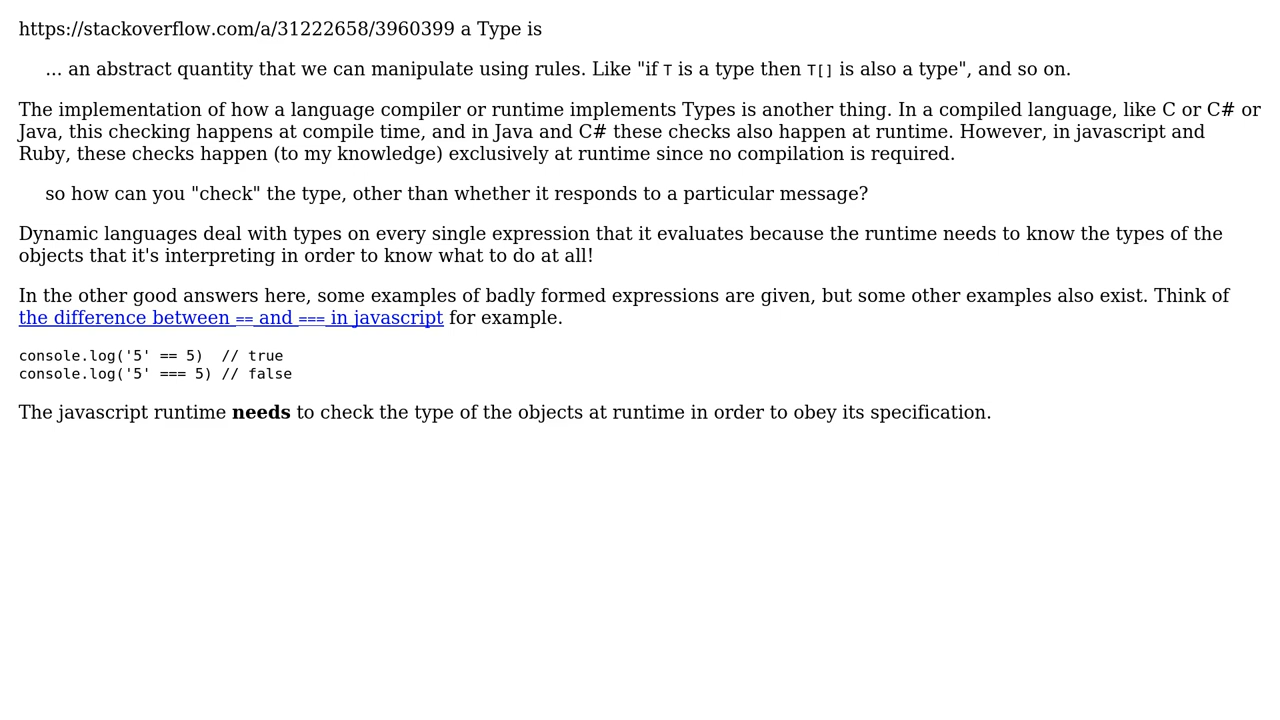 https://stackoverflow.com/a/31222658/3960399 a Type is
... an abstract quantity that we can manipulate using rules. Like "if T is a type then T[] is also a type", and so on.
The implementation of how a language compiler or runtime implements Types is another thing. In a compiled language, like C or C# or
Java, this checking happens at compile time, and in Java and C# these checks also happen at runtime. However, in javascript and
Ruby, these checks happen (to my knowledge) exclusively at runtime since no compilation is required.
so how can you "check" the type, other than whether it responds to a particular message?
Dynamic languages deal with types on every single expression that it evaluates because the runtime needs to know the types of the
objects that it's interpreting in order to know what to do at all!
In the other good answers here, some examples of badly formed expressions are given, but some other examples also exist. Think of
the difference between == and === in javascript for example.
console.log('5' == 5)  // true
console.log('5' === 5) // false
The javascript runtime needs to check the type of the objects at runtime in order to obey its specification.